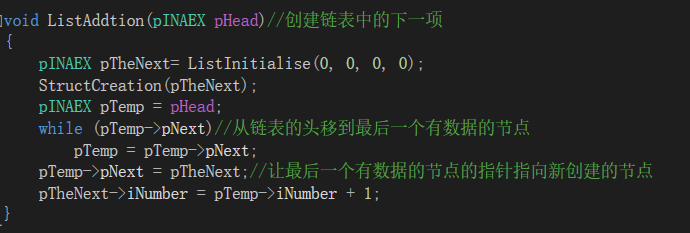 void ListAddtion(pINAEX pHead)//创建链表中的下一项
{
pINAEX pTheNext= ListInitialise(0, 0, 0, 0);
StructCreation(pTheNext);
pINAEX pTemp = pHead;
while (pTemp->pNext)//从链表的头移到最后一个有数据的节点
pTemp = pTemp->pNext;
pTemp->pNext = pTheNext;//让最后一个有数据的节点的指针指向新创建的节点
pTheNext->iNumber = pTemp->iNumber + 1;
}